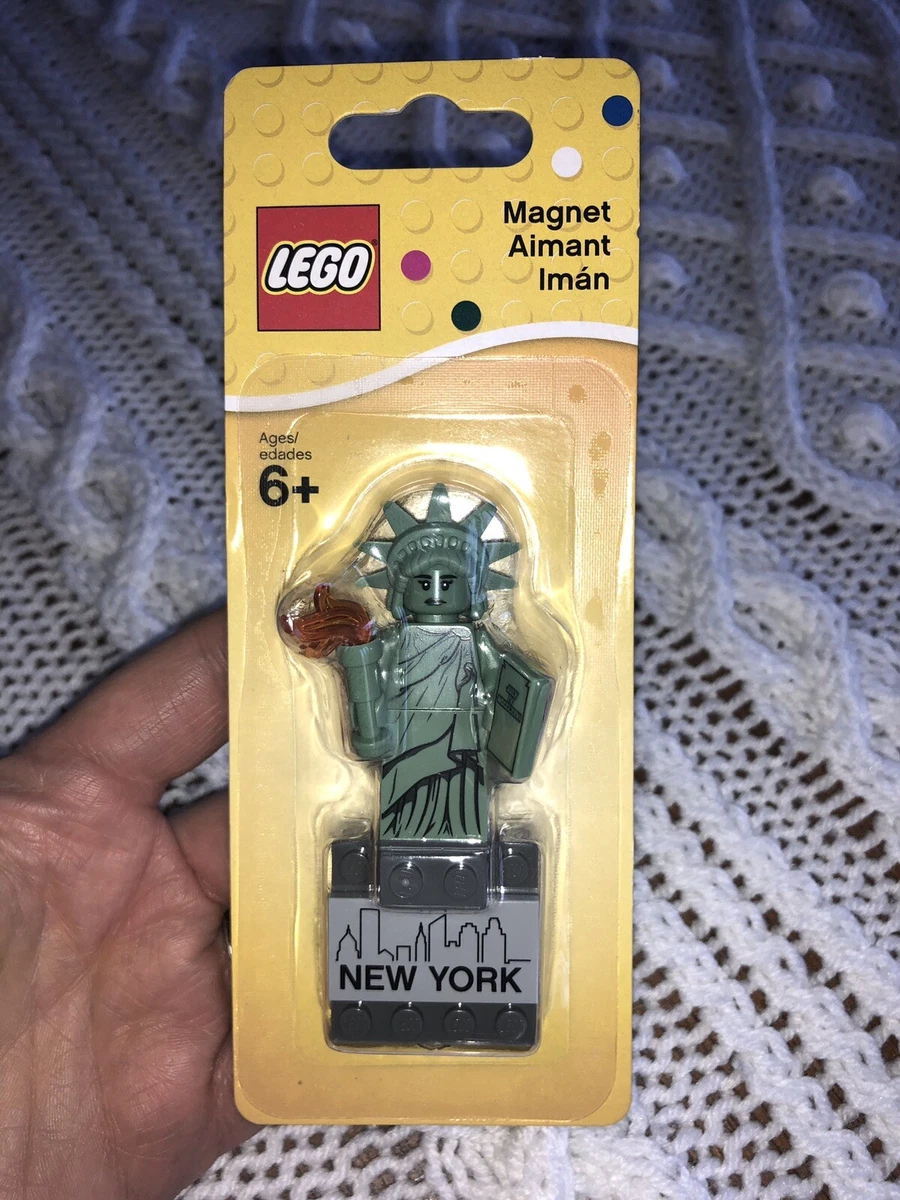 LEGO
Magnet
Aimant
Imán
Ages/
edades
6+
NEW YORK